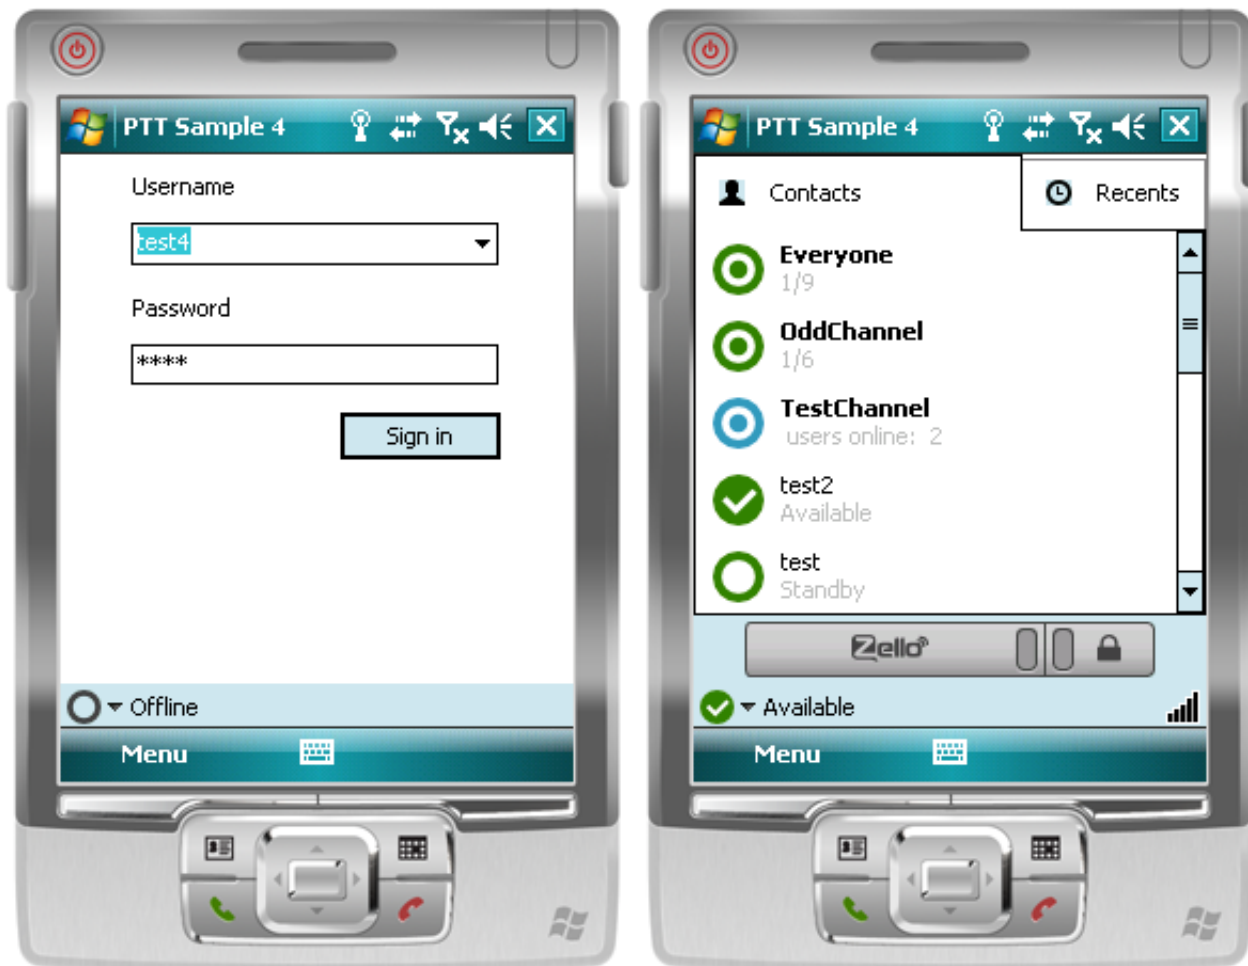 PTT Sample 4
Username
test4
Password
****
Sign in
Offline
Menu
PTT Sample 4
Contacts
Recents
Everyone
1/9
OddChannel
1/6
TestChannel
users online: 2
test2
Available
test
Standby
Zello
Available
Menu